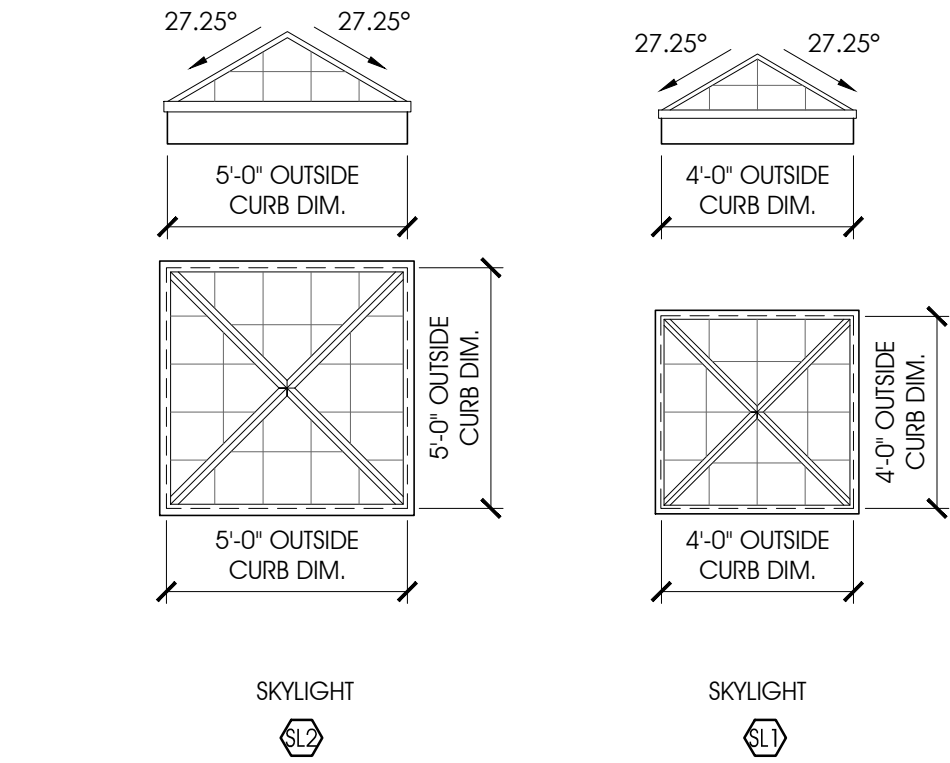 27.25°
27.25°
5'-0" OUTSIDE
CURB DIM.
5'-0" OUTSIDE
CURB DIM.
5'-0" OUTSIDE
CURB DIM.
SKYLIGHT
SL2
27.25°
27.25°
4'-0" OUTSIDE
CURB DIM.
4'-0" OUTSIDE
CURB DIM.
4'-0" OUTSIDE
CURB DIM.
SKYLIGHT
SL1